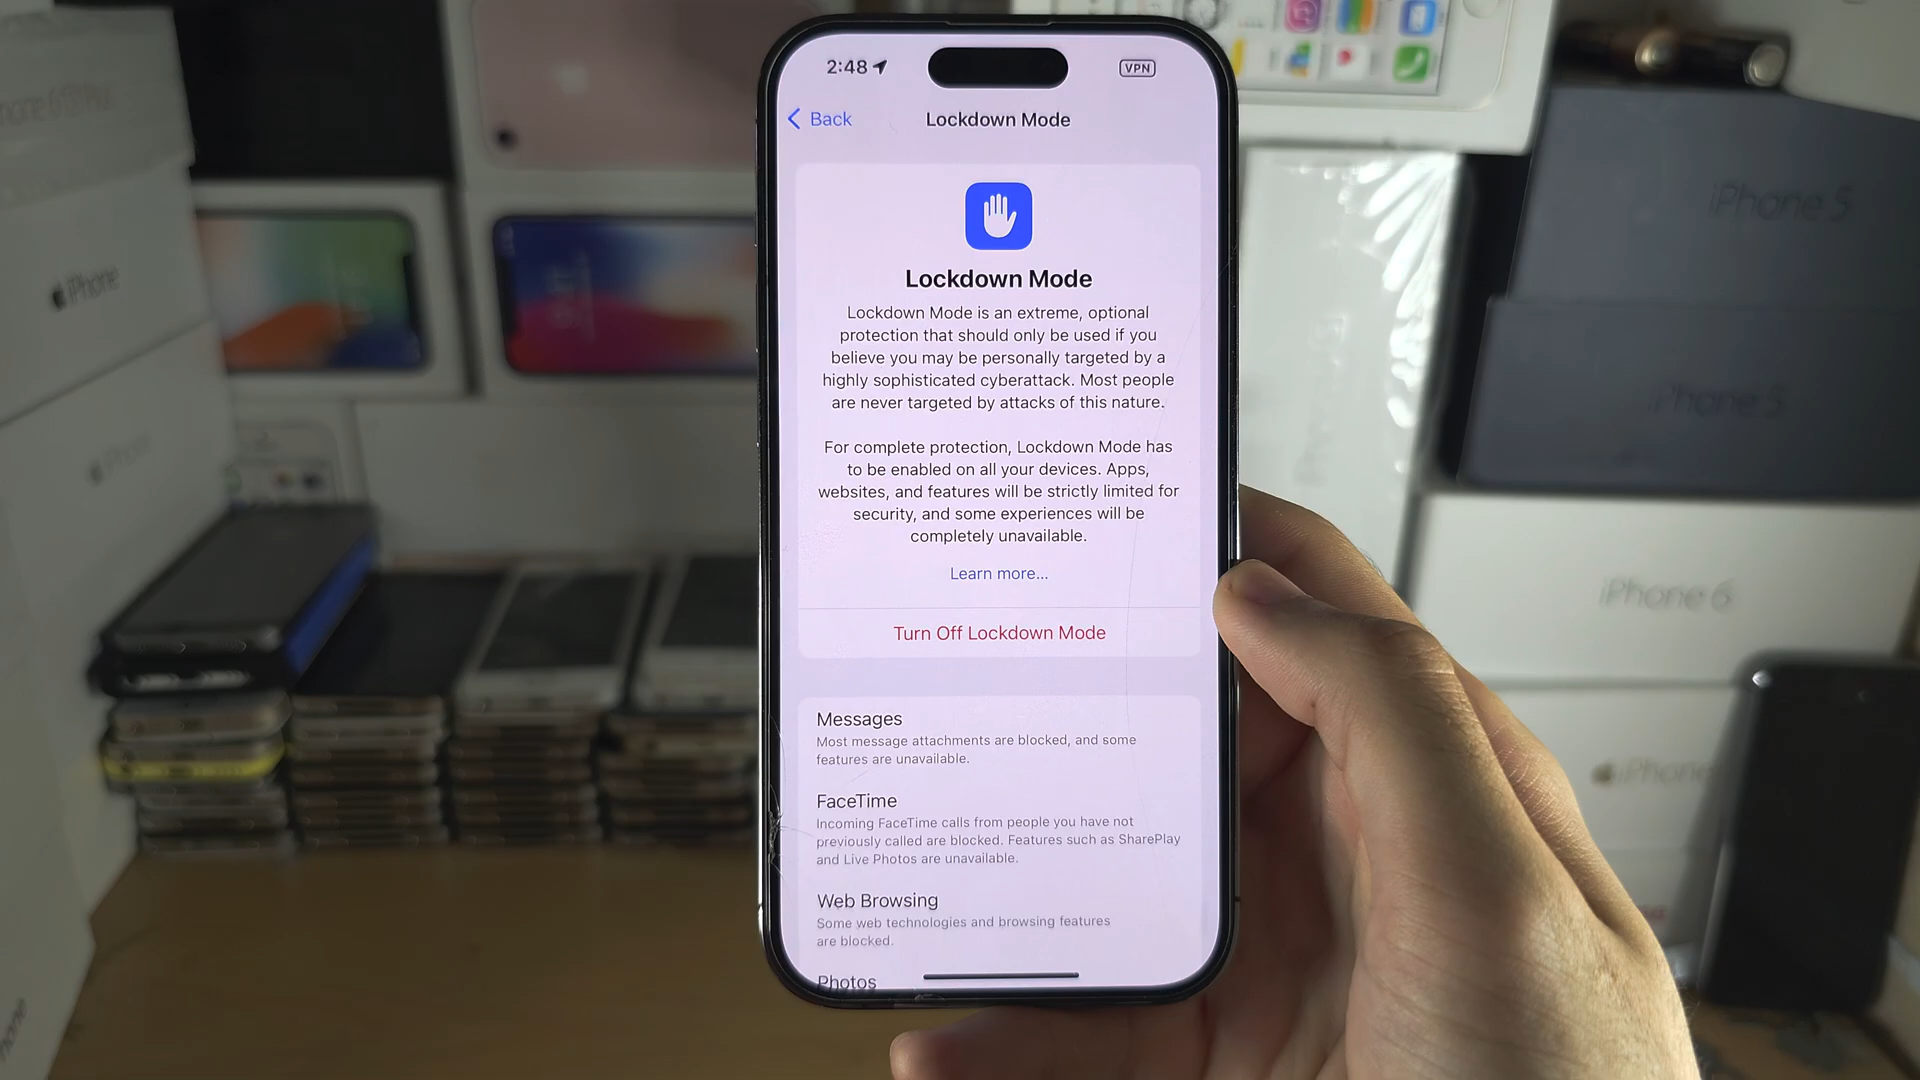 2:48
VPN
Back
Lockdown Mode
Lockdown Mode
Lockdown Mode is an extreme, optional
protection that should only be used if you
believe you may be personally targeted by a
highly sophisticated cyberattack. Most people
are never targeted by attacks of this nature.
For complete protection, Lockdown Mode has
to be enabled on all your devices. Apps,
websites, and features will be strictly limited for
security, and some experiences will be
completely unavailable.
Learn more...
Turn Off Lockdown Mode
Messages
Most message attachments are blocked, and some
features are unavailable.
FaceTime
Incoming FaceTime calls from people you have not
previously called are blocked. Features such as SharePlay
and Live Photos are unavailable.
Web Browsing
Some web technologies and browsing features
are blocked.
Photos
iPhone
iPhone
iPhone 5
iPhone 5
iPhone 6
iPhone